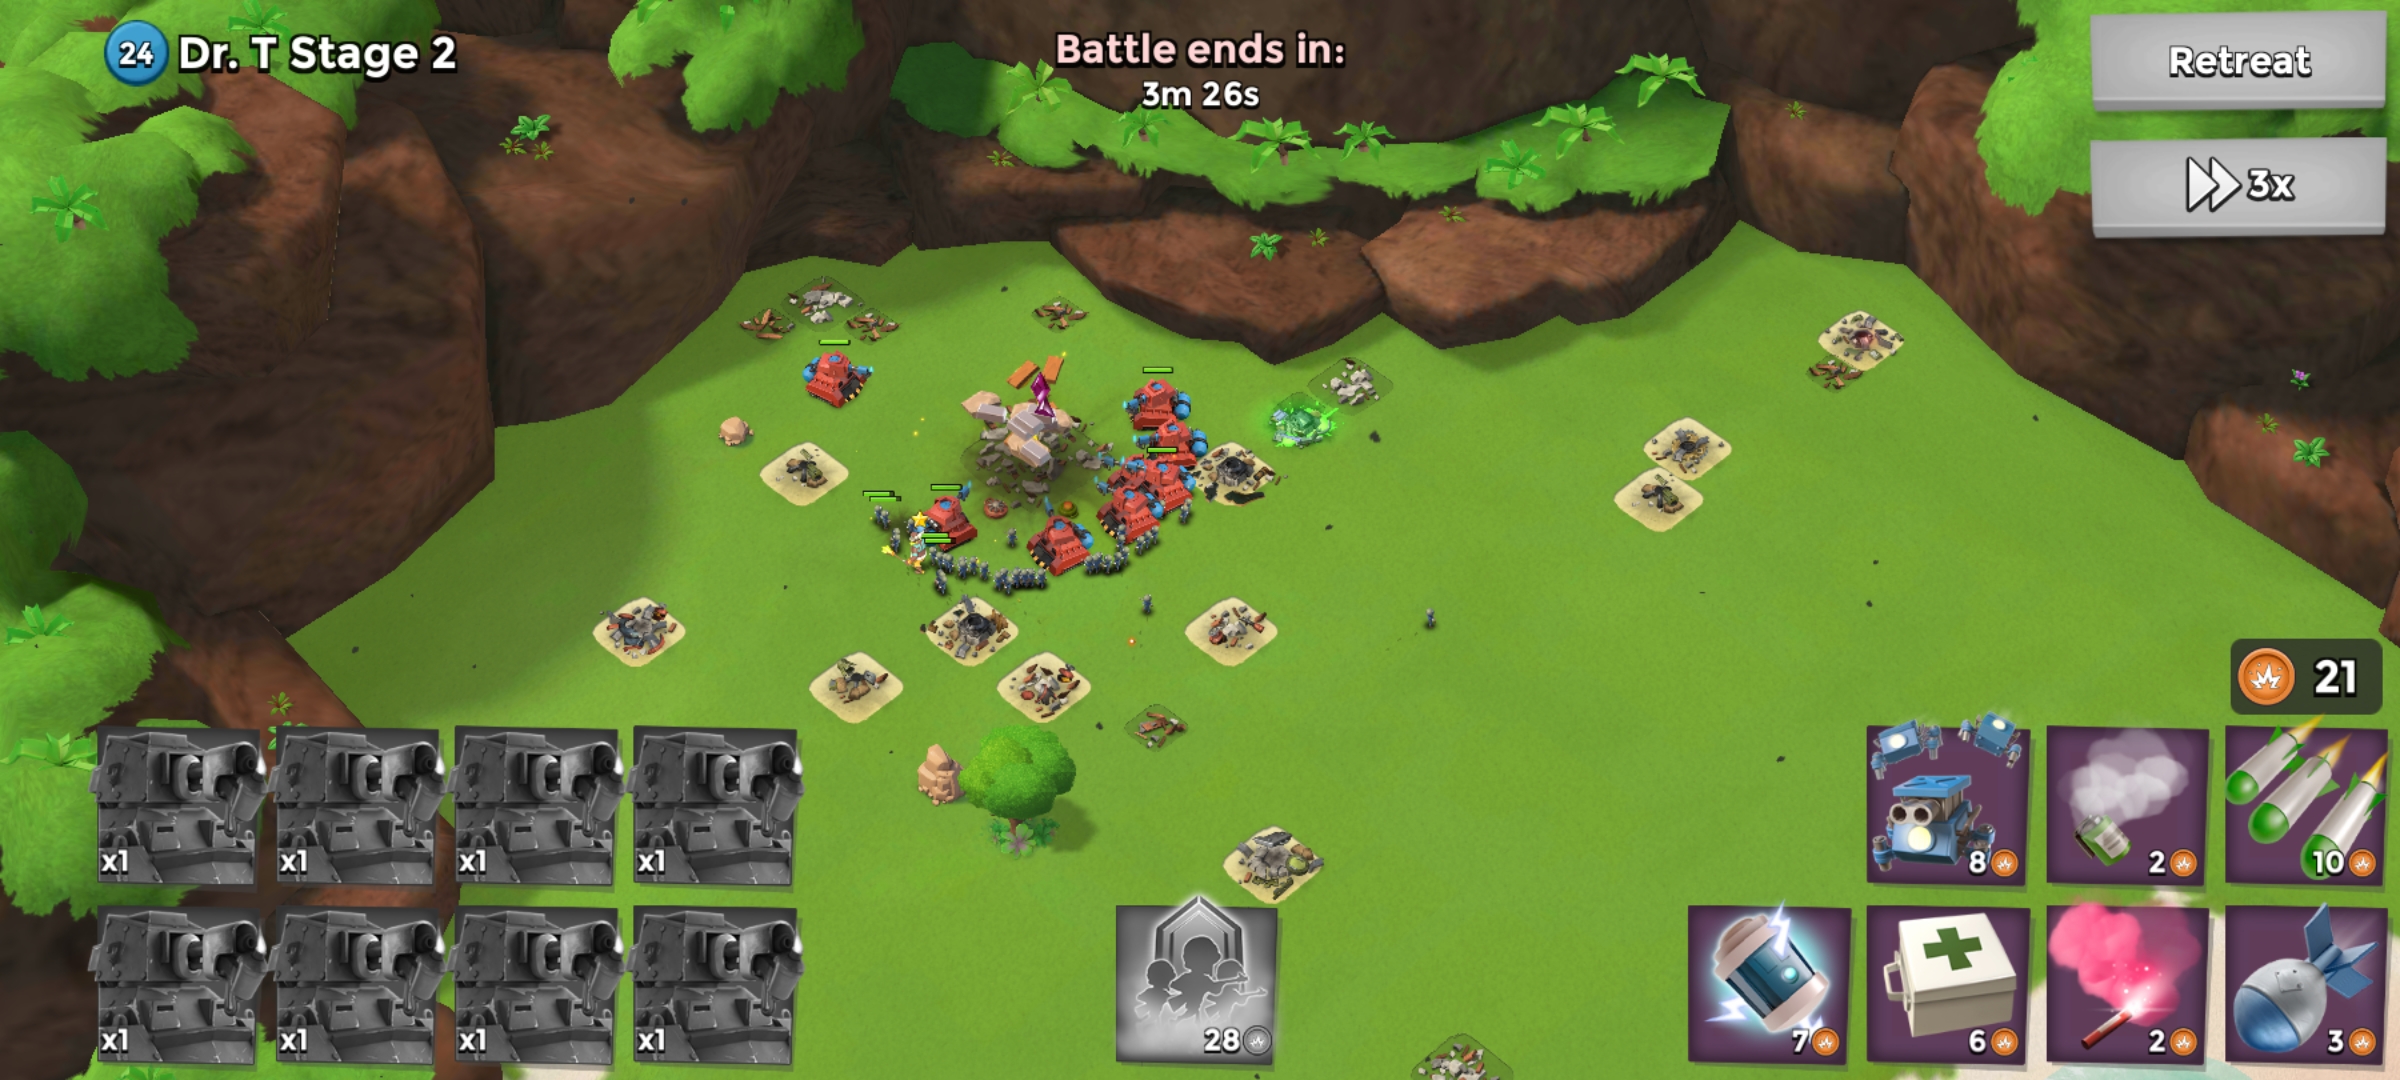 24 Dr. T Stage 2
Battle ends in:
3m 26s
Retreat
3x
21
x1 x1 x1 x1
8 2 10
x1 x1 x1 x1
28
7 6 2 3